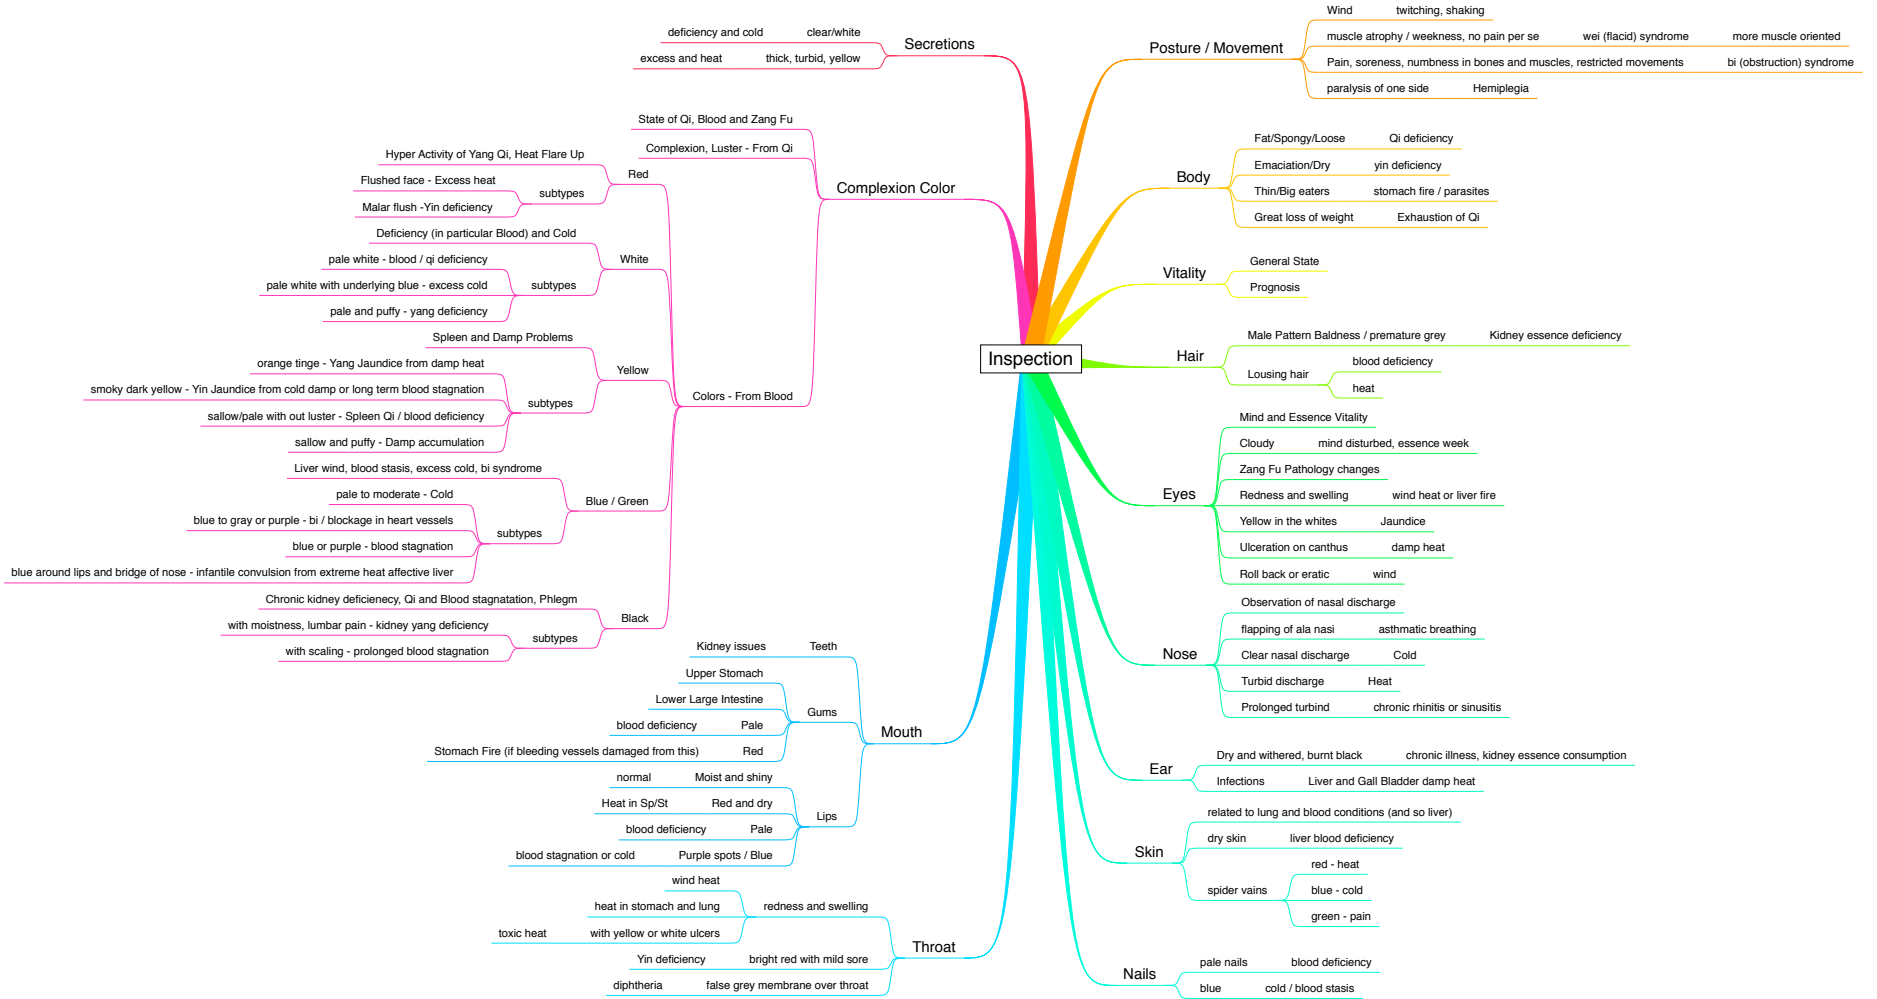 Inspection
Posture / Movement
Wind twitching, shaking
muscle atrophy / weekness, no pain per se wei (flacid) syndrome more muscle oriented
Pain, soreness, numbness in bones and muscles, restricted movements bi (obstruction) syndrome
paralysis of one side Hemiplegia
Body
Fat/Spongy/Loose Qi deficiency
Emaciation/Dry yin deficiency
Thin/Big eaters stomach fire / parasites
Great loss of weight Exhaustion of Qi
Vitality
General State
Prognosis
Hair
Male Pattern Baldness / premature grey Kidney essence deficiency
Lousing hair
blood deficiency
heat
Eyes
Mind and Essence Vitality
Cloudy mind disturbed, essence week
Zang Fu Pathology changes
Redness and swelling wind heat or liver fire
Yellow in the whites Jaundice
Ulceration on canthus damp heat
Roll back or eratic wind
Nose
Observation of nasal discharge
flapping of ala nasi asthmatic breathing
Clear nasal discharge Cold
Turbid discharge Heat
Prolonged turbind chronic rhinitis or sinusitis
Ear
Dry and withered, burnt black chronic illness, kidney essence consumption
Infections Liver and Gall Bladder damp heat
Skin
related to lung and blood conditions (and so liver)
dry skin liver blood deficiency
spider vains
red - heat
blue - cold
green - pain
Nails
pale nails blood deficiency
blue cold / blood stasis
Secretions
deficiency and cold clear/white
excess and heat thick, turbid, yellow
Complexion Color
State of Qi, Blood and Zang Fu
Complexion, Luster - From Qi
Colors - From Blood
Red
Hyper Activity of Yang Qi, Heat Flare Up
subtypes
Flushed face - Excess heat
Malar flush -Yin deficiency
White
Deficiency (in particular Blood) and Cold
subtypes
pale white - blood / qi deficiency
pale white with underlying blue - excess cold
pale and puffy - yang deficiency
Yellow
Spleen and Damp Problems
subtypes
orange tinge - Yang Jaundice from damp heat
smoky dark yellow - Yin Jaundice from cold damp or long term blood stagnation
sallow/pale with out luster - Spleen Qi / blood deficiency
sallow and puffy - Damp accumulation
Blue / Green
Liver wind, blood stasis, excess cold, bi syndrome
subtypes
pale to moderate - Cold
blue to gray or purple - bi / blockage in heart vessels
blue or purple - blood stagnation
blue around lips and bridge of nose - infantile convulsion from extreme heat affective liver
Black
Chronic kidney deficienecy, Qi and Blood stagnatation, Phlegm
subtypes
with moistness, lumbar pain - kidney yang deficiency
with scaling - prolonged blood stagnation
Mouth
Kidney issues Teeth
Gums
Upper Stomach
Lower Large Intestine
blood deficiency Pale
Stomach Fire (if bleeding vessels damaged from this) Red
Lips
normal Moist and shiny
Heat in Sp/St Red and dry
blood deficiency Pale
blood stagnation or cold Purple spots / Blue
Throat
redness and swelling
wind heat
heat in stomach and lung
toxic heat with yellow or white ulcers
Yin deficiency bright red with mild sore
diphtheria false grey membrane over throat